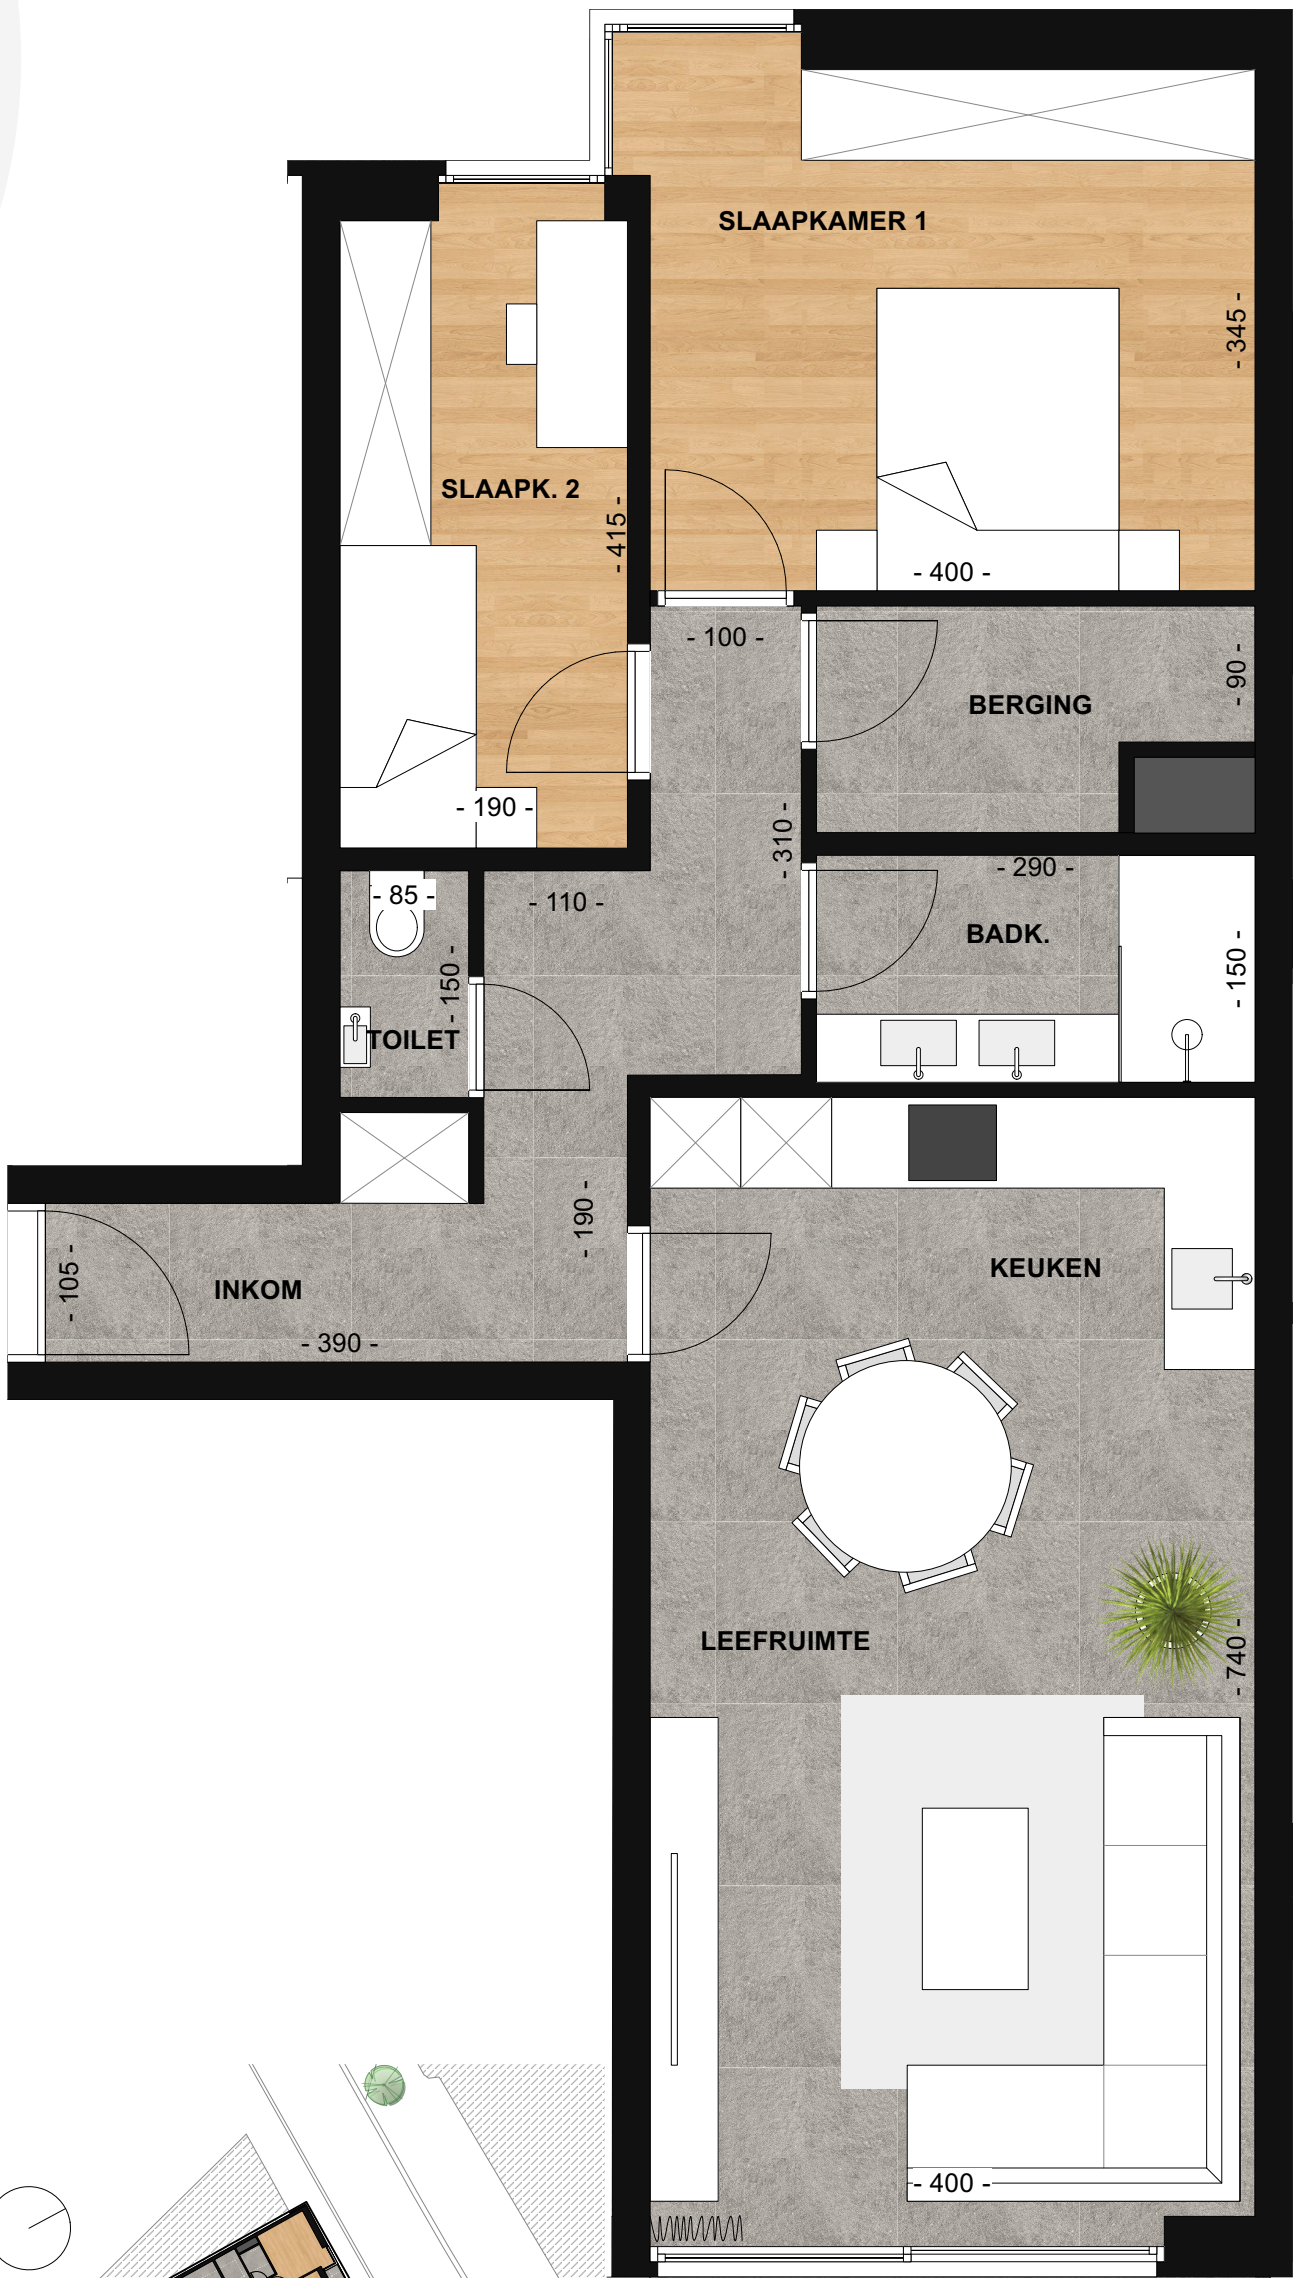 SLAAPKAMER 1
- 345 -
SLAAPK. 2
- 415 -
- 400 -
- 100 -
- 90 -
BERGING
- 190 -
- 310 -
- 290 -
- 85 -
- 110 -
BADK.
- 150 -
- 150 -
TOILET
- 190 -
KEUKEN
- 105 -
INKOM
- 390 -
LEEFRUIMTE
- 740 -
- 400 -